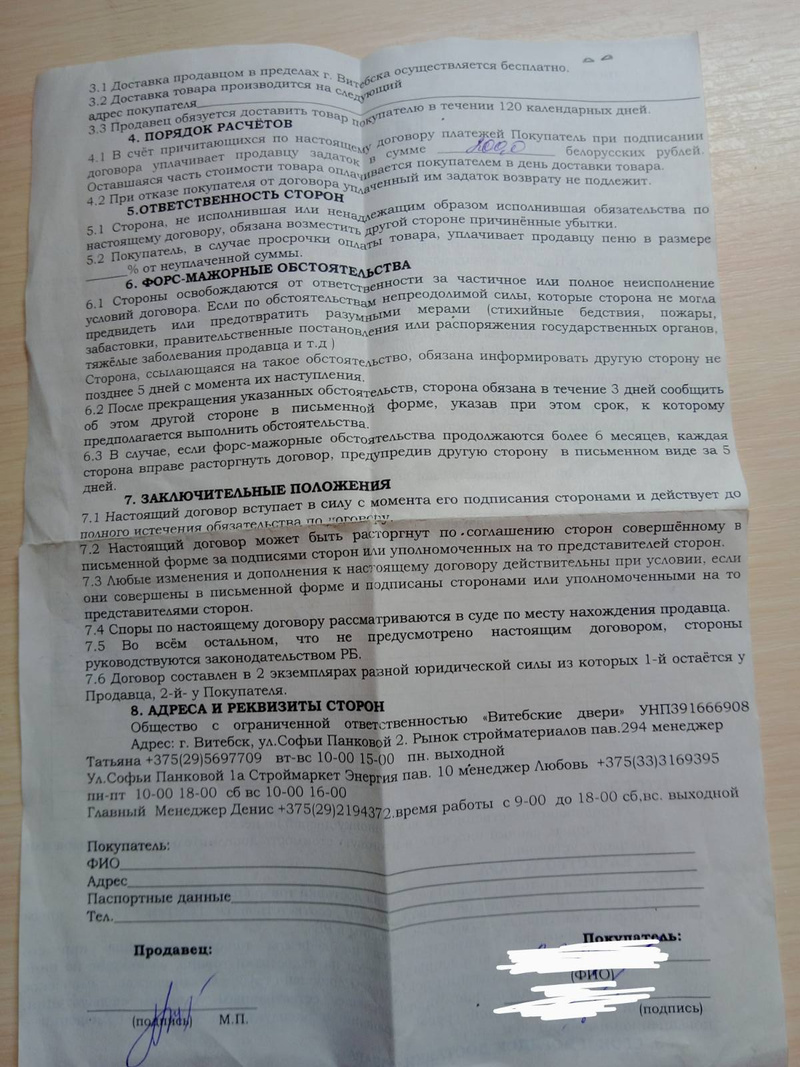 3.1 Доставка продавцом в пределах г. Витебска осуществляется бесплатно.
3.2 Доставка товара производится на следующий
адрес покупателя
3.3 Продавец обязуется доставить товар покупателю в течении 120 календарных дней.
4. ПОРЯДОК РАСЧЁТОВ
4.1 В счёт причитающихся по настоящему договору платежей Покупатель при подписании
договора уплачивает продавцу задаток в сумме 2000 белорусских рублей.
Оставшаяся часть стоимости товара оплачивается покупателем в день доставки товара.
4.2 При отказе покупателя от договора уплаченный им задаток возврату не подлежит.
5.ОТВЕТСТВЕННОСТЬ СТОРОН
5.1 Сторона, не исполнившая или ненадлежащим образом исполнившая обязательства по
настоящему договору, обязана возместить другой стороне причинённые убытки.
5.2 Покупатель, в случае просрочки оплаты товара, уплачивает продавцу пеню в размере
______% от неуплаченной суммы.
6. ФОРС-МАЖОРНЫЕ ОБСТОЯТЕЛЬСТВА
6.1 Стороны освобождаются от ответственности за частичное или полное неисполнение
условий договора. Если по обстоятельствам непреодолимой силы, которые сторона не могла
предвидеть или предотвратить разумными мерами (стихийные бедствия, пожары,
забастовки, правительственные постановления или распоряжения государственных органов,
тяжёлые заболевания продавца и т.д )
Сторона, ссылающаяся на такое обстоятельство, обязана информировать другую сторону не
позднее 5 дней с момента их наступления.
6.2 После прекращения указанных обстоятельств, сторона обязана в течение 3 дней сообщить
об этом другой стороне в письменной форме, указав при этом срок, к которому
предполагается выполнить обстоятельства.
6.3 В случае, если форс-мажорные обстоятельства продолжаются более 6 месяцев, каждая
сторона вправе расторгнуть договор, предупредив другую сторону в письменном виде за 5
дней.
7. ЗАКЛЮЧИТЕЛЬНЫЕ ПОЛОЖЕНИЯ
7.1 Настоящий договор вступает в силу с момента его подписания сторонами и действует до
полного истечения обязательства по договору.
7.2 Настоящий договор может быть расторгнут по соглашению сторон совершённому в
письменной форме за подписями сторон или уполномоченных на то представителей сторон.
7.3 Любые изменения и дополнения к настоящему договору действительны при условии, если
они совершены в письменной форме и подписаны сторонами или уполномоченными на то
представителями сторон.
7.4 Споры по настоящему договору рассматриваются в суде по месту нахождения продавца.
7.5 Во всём остальном, что не предусмотрено настоящим договором, стороны
руководствуются законодательством РБ.
7.6 Договор составлен в 2 экземплярах равной юридической силы из которых 1-й остаётся у
Продавца, 2-й- у Покупателя.
8. АДРЕСА И РЕКВИЗИТЫ СТОРОН
Общество с ограниченной ответственностью «Витебские двери» УНП391666908
Адрес: г. Витебск, ул.Софьи Панковой 2. Рынок стройматериалов пав.294 менеджер
Татьяна +375(29)5697709 вт-вс 10-00 15-00 пн. выходной
Ул.Софьи Панковой 1а Строймаркет Энергия пав. 10 менеджер Любовь +375(33)3169395
пн-пт 10-00 18-00 сб вс 10-00 16-00
Главный Менеджер Денис +375(29)2194372.время работы с 9-00 до 18-00 сб,вс. выходной
Покупатель:
ФИО
Адрес
Паспортные данные
Тел.
Продавец: Покупатель:
(ФИО)
(подпись) М.П. (подпись)